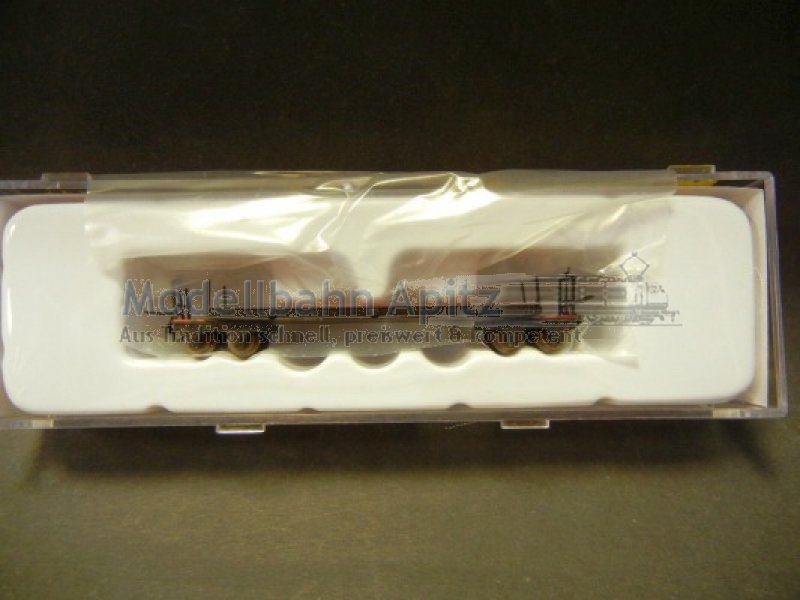 Modellbahn Apitz
Aus Tradition schnell, preiswert & kompetent